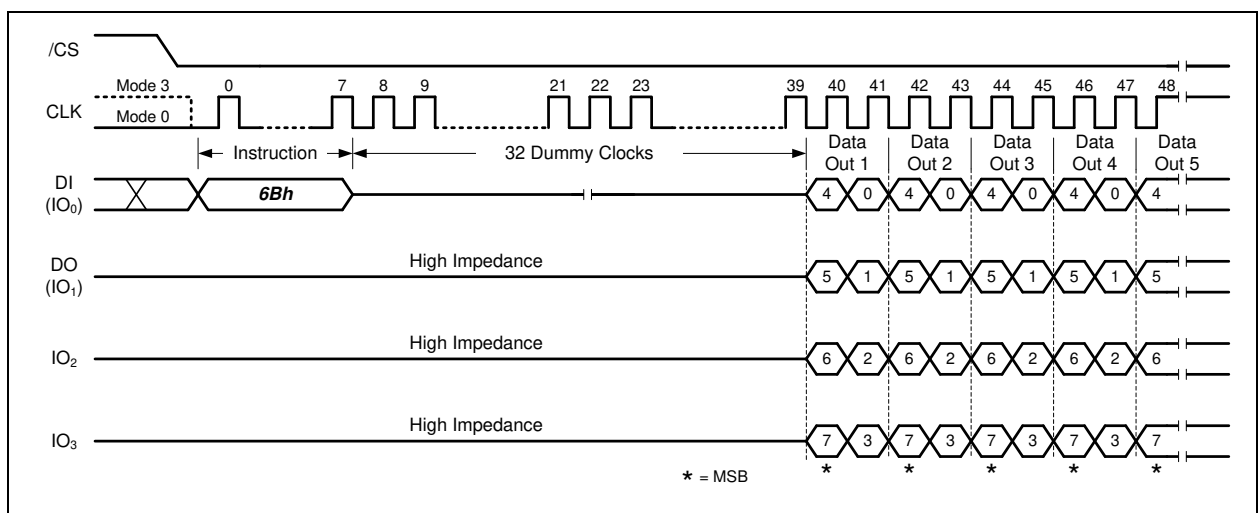 /CS
Mode 3 0 7 8 9 21 22 23 39 40 41 42 43 44 45 46 47 48
CLK
Mode 0
Instruction 32 Dummy Clocks
Data Out 1
Data Out 2
Data Out 3
Data Out 4
Data Out 5
DI
(IO₀)
6Bh 4 0 4 0 4 0 4 0 4
High Impedance
DO
(IO₁)
5 1 5 1 5 1 5 1 5
High Impedance
IO₂ 6 2 6 2 6 2 6 2 6
High Impedance
IO₃ 7 3 7 3 7 3 7 3 7
* * * * *
* = MSB